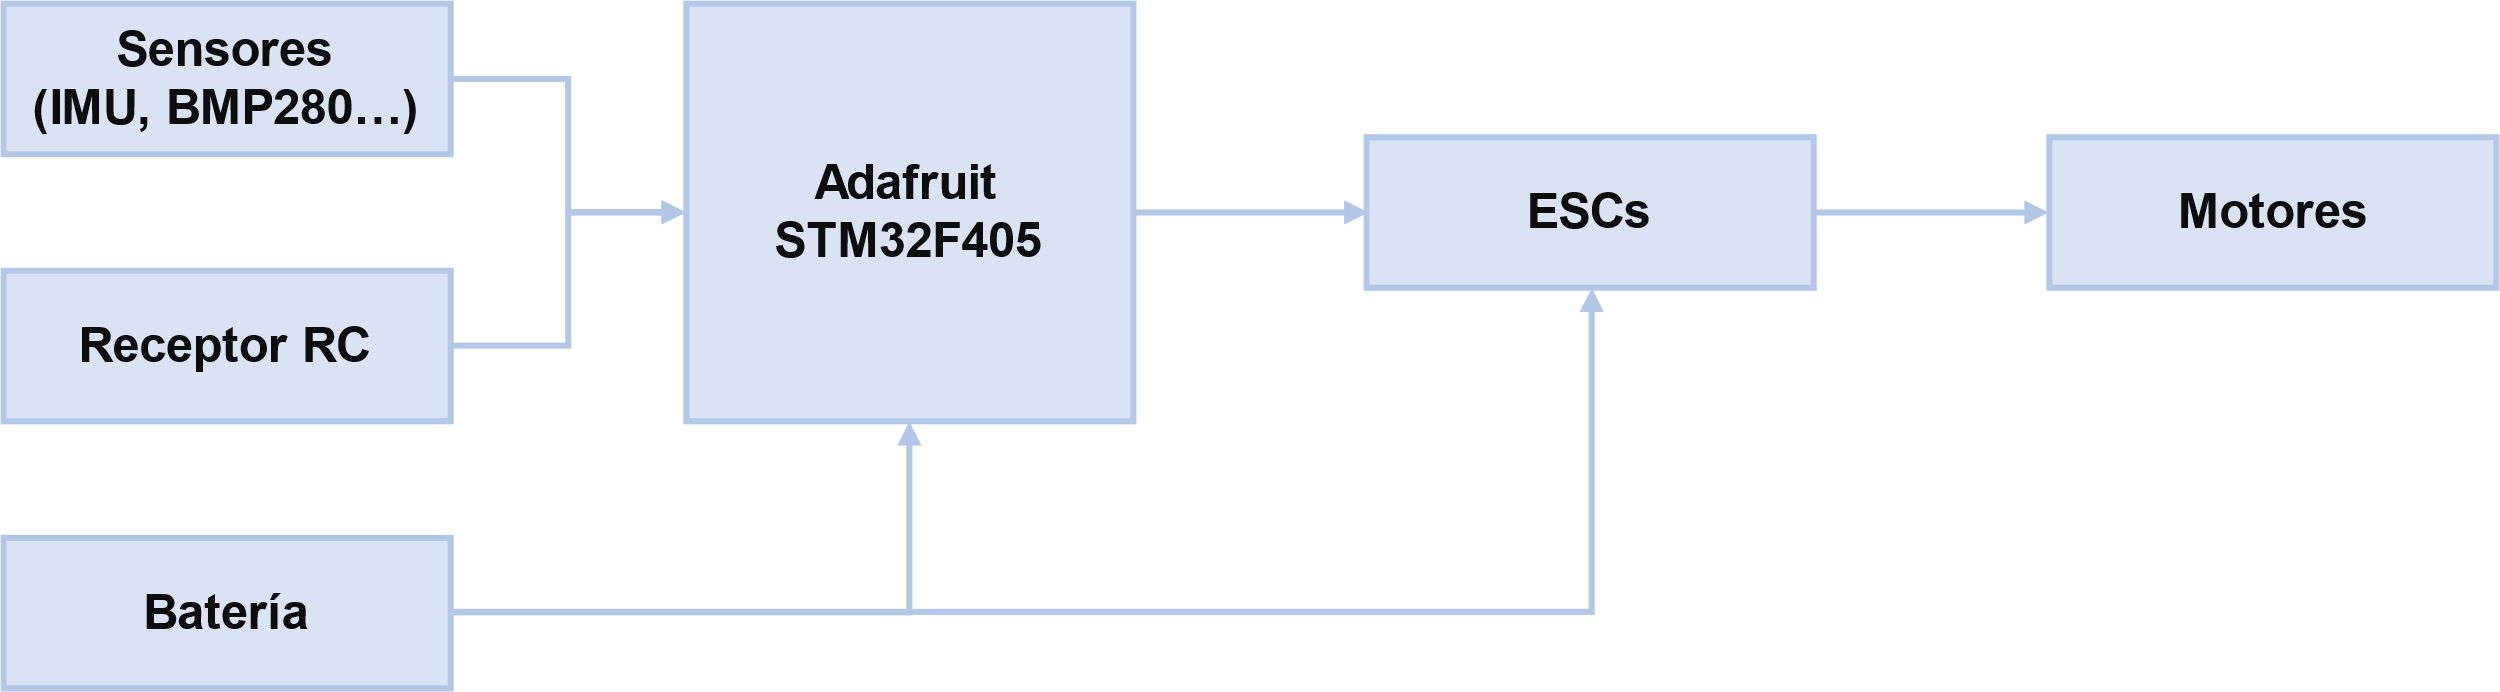 Sensores
(IMU, BMP280…)
Adafruit
STM32F405
ESCs
Motores
Receptor RC
Batería